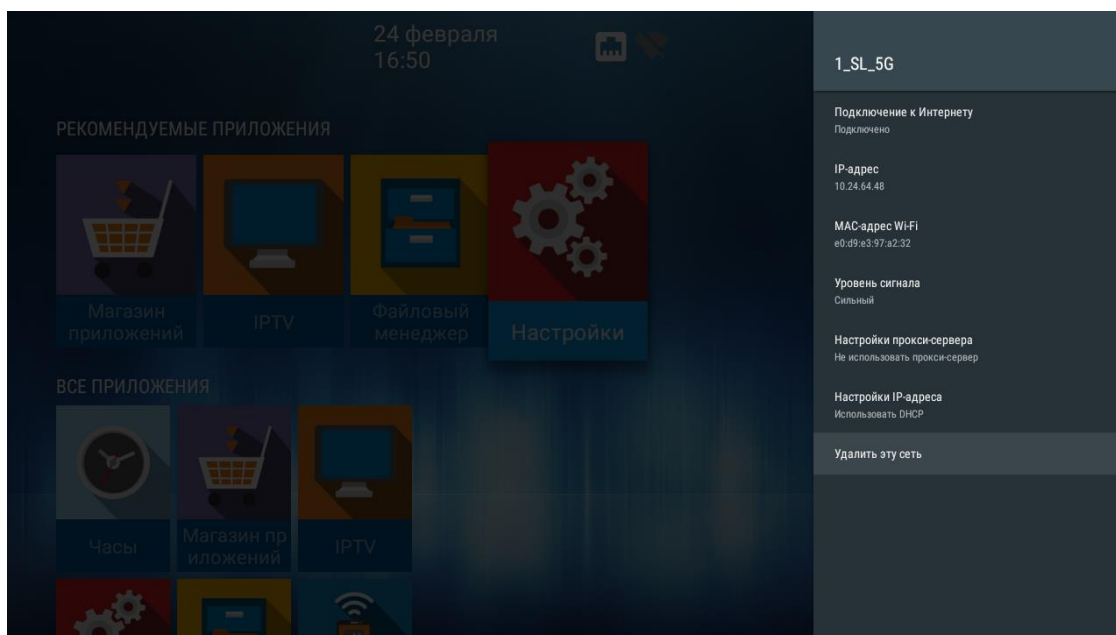 24 февраля
16:50
РЕКОМЕНДУЕМЫЕ ПРИЛОЖЕНИЯ
Магазин
приложений
IPTV
Файловый
менеджер
Настройки
ВСЕ ПРИЛОЖЕНИЯ
Часы
Магазин пр
иложений
IPTV
1_SL_5G
Подключение к Интернету
Подключено
IP-адрес
10.24.64.48
MAC-адрес Wi-Fi
e0:d9:e3:97:a2:32
Уровень сигнала
Сильный
Настройки прокси-сервера
Не использовать прокси-сервер
Настройки IP-адреса
Использовать DHCP
Удалить эту сеть